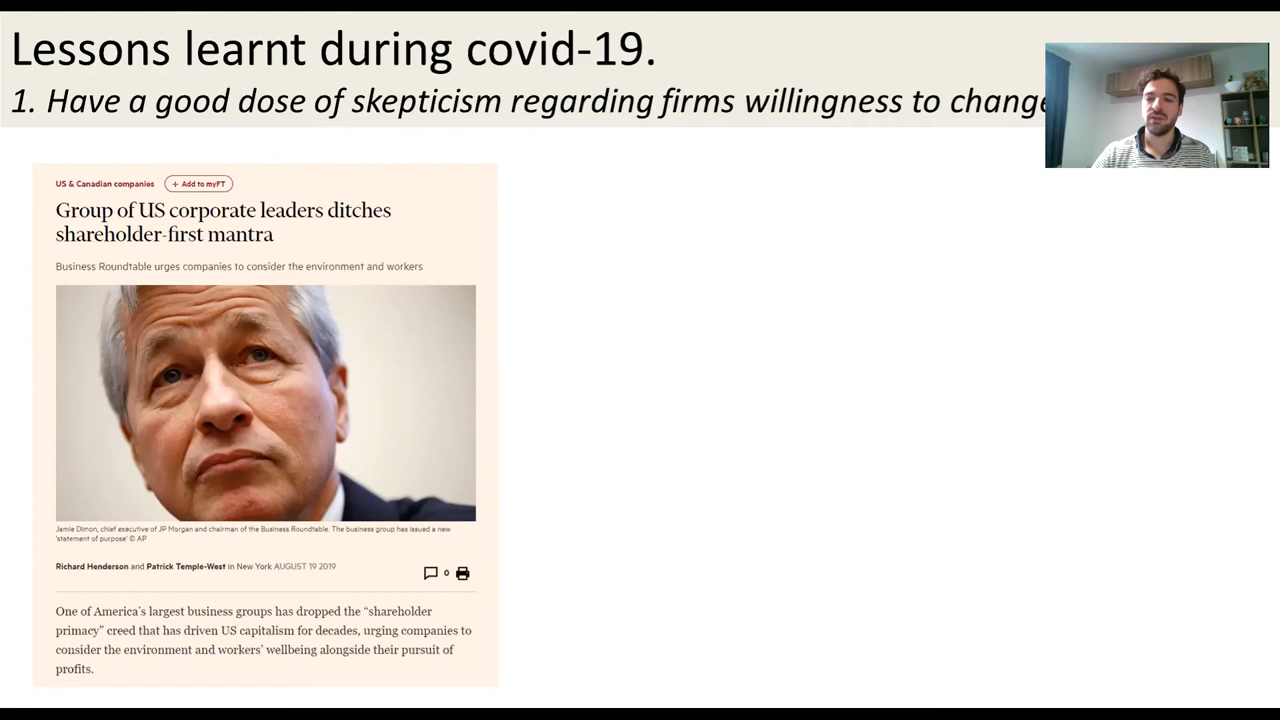 Lessons learnt during covid-19.
1. Have a good dose of skepticism regarding firms willingness to change
US & Canadian companies + Add to myFT
Group of US corporate leaders ditches
shareholder-first mantra
Business Roundtable urges companies to consider the environment and workers
Jamie Dimon, chief executive of JP Morgan and chairman of the Business Roundtable. The business group has issued a new
'statement of purpose' © AP
Richard Henderson and Patrick Temple-West in New York AUGUST 19 2019
0
One of America's largest business groups has dropped the “shareholder
primacy” creed that has driven US capitalism for decades, urging companies to
consider the environment and workers' wellbeing alongside their pursuit of
profits.